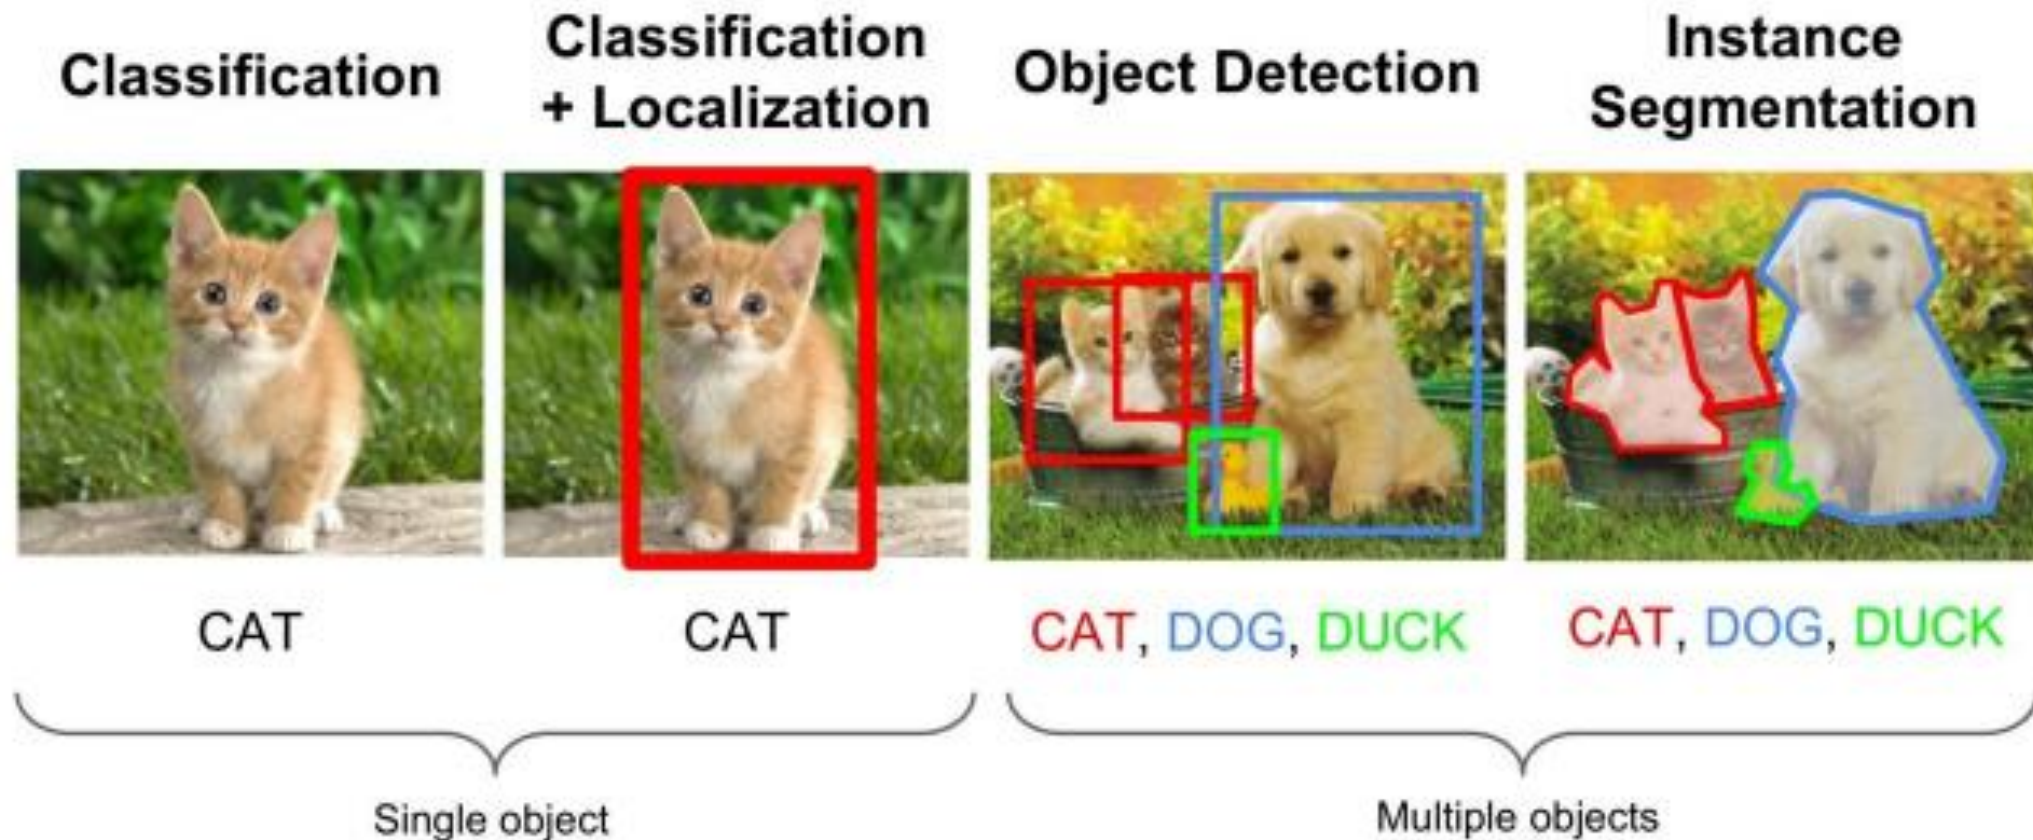 Classification
Classification
+ Localization
Object Detection
Instance
Segmentation
CAT
CAT
CAT, DOG, DUCK
CAT, DOG, DUCK
Single object
Multiple objects